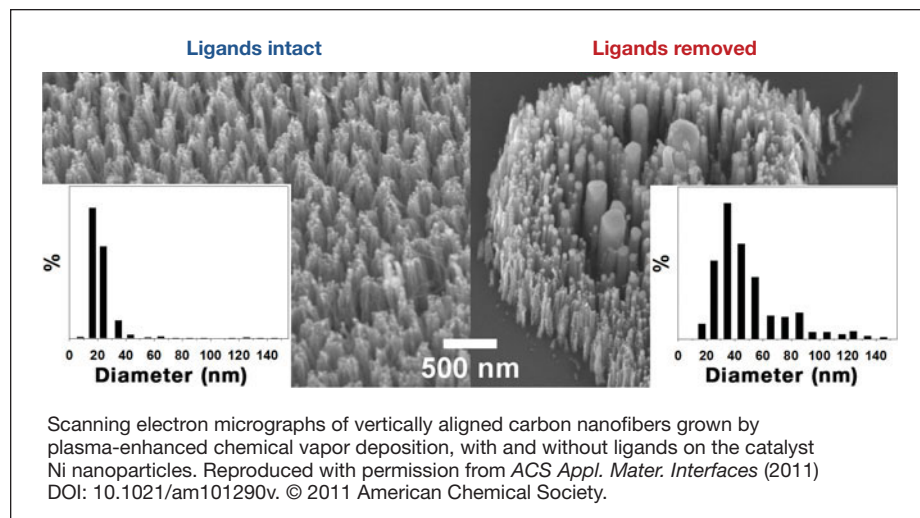 Ligands intact
Ligands removed
%
0 20 40 60 80 100 120 140
Diameter (nm)
500 nm
%
0 20 40 60 80 100 120 140
Diameter (nm)
Scanning electron micrographs of vertically aligned carbon nanofibers grown by
plasma-enhanced chemical vapor deposition, with and without ligands on the catalyst
Ni nanoparticles. Reproduced with permission from ACS Appl. Mater. Interfaces (2011)
DOI: 10.1021/am101290v. © 2011 American Chemical Society.